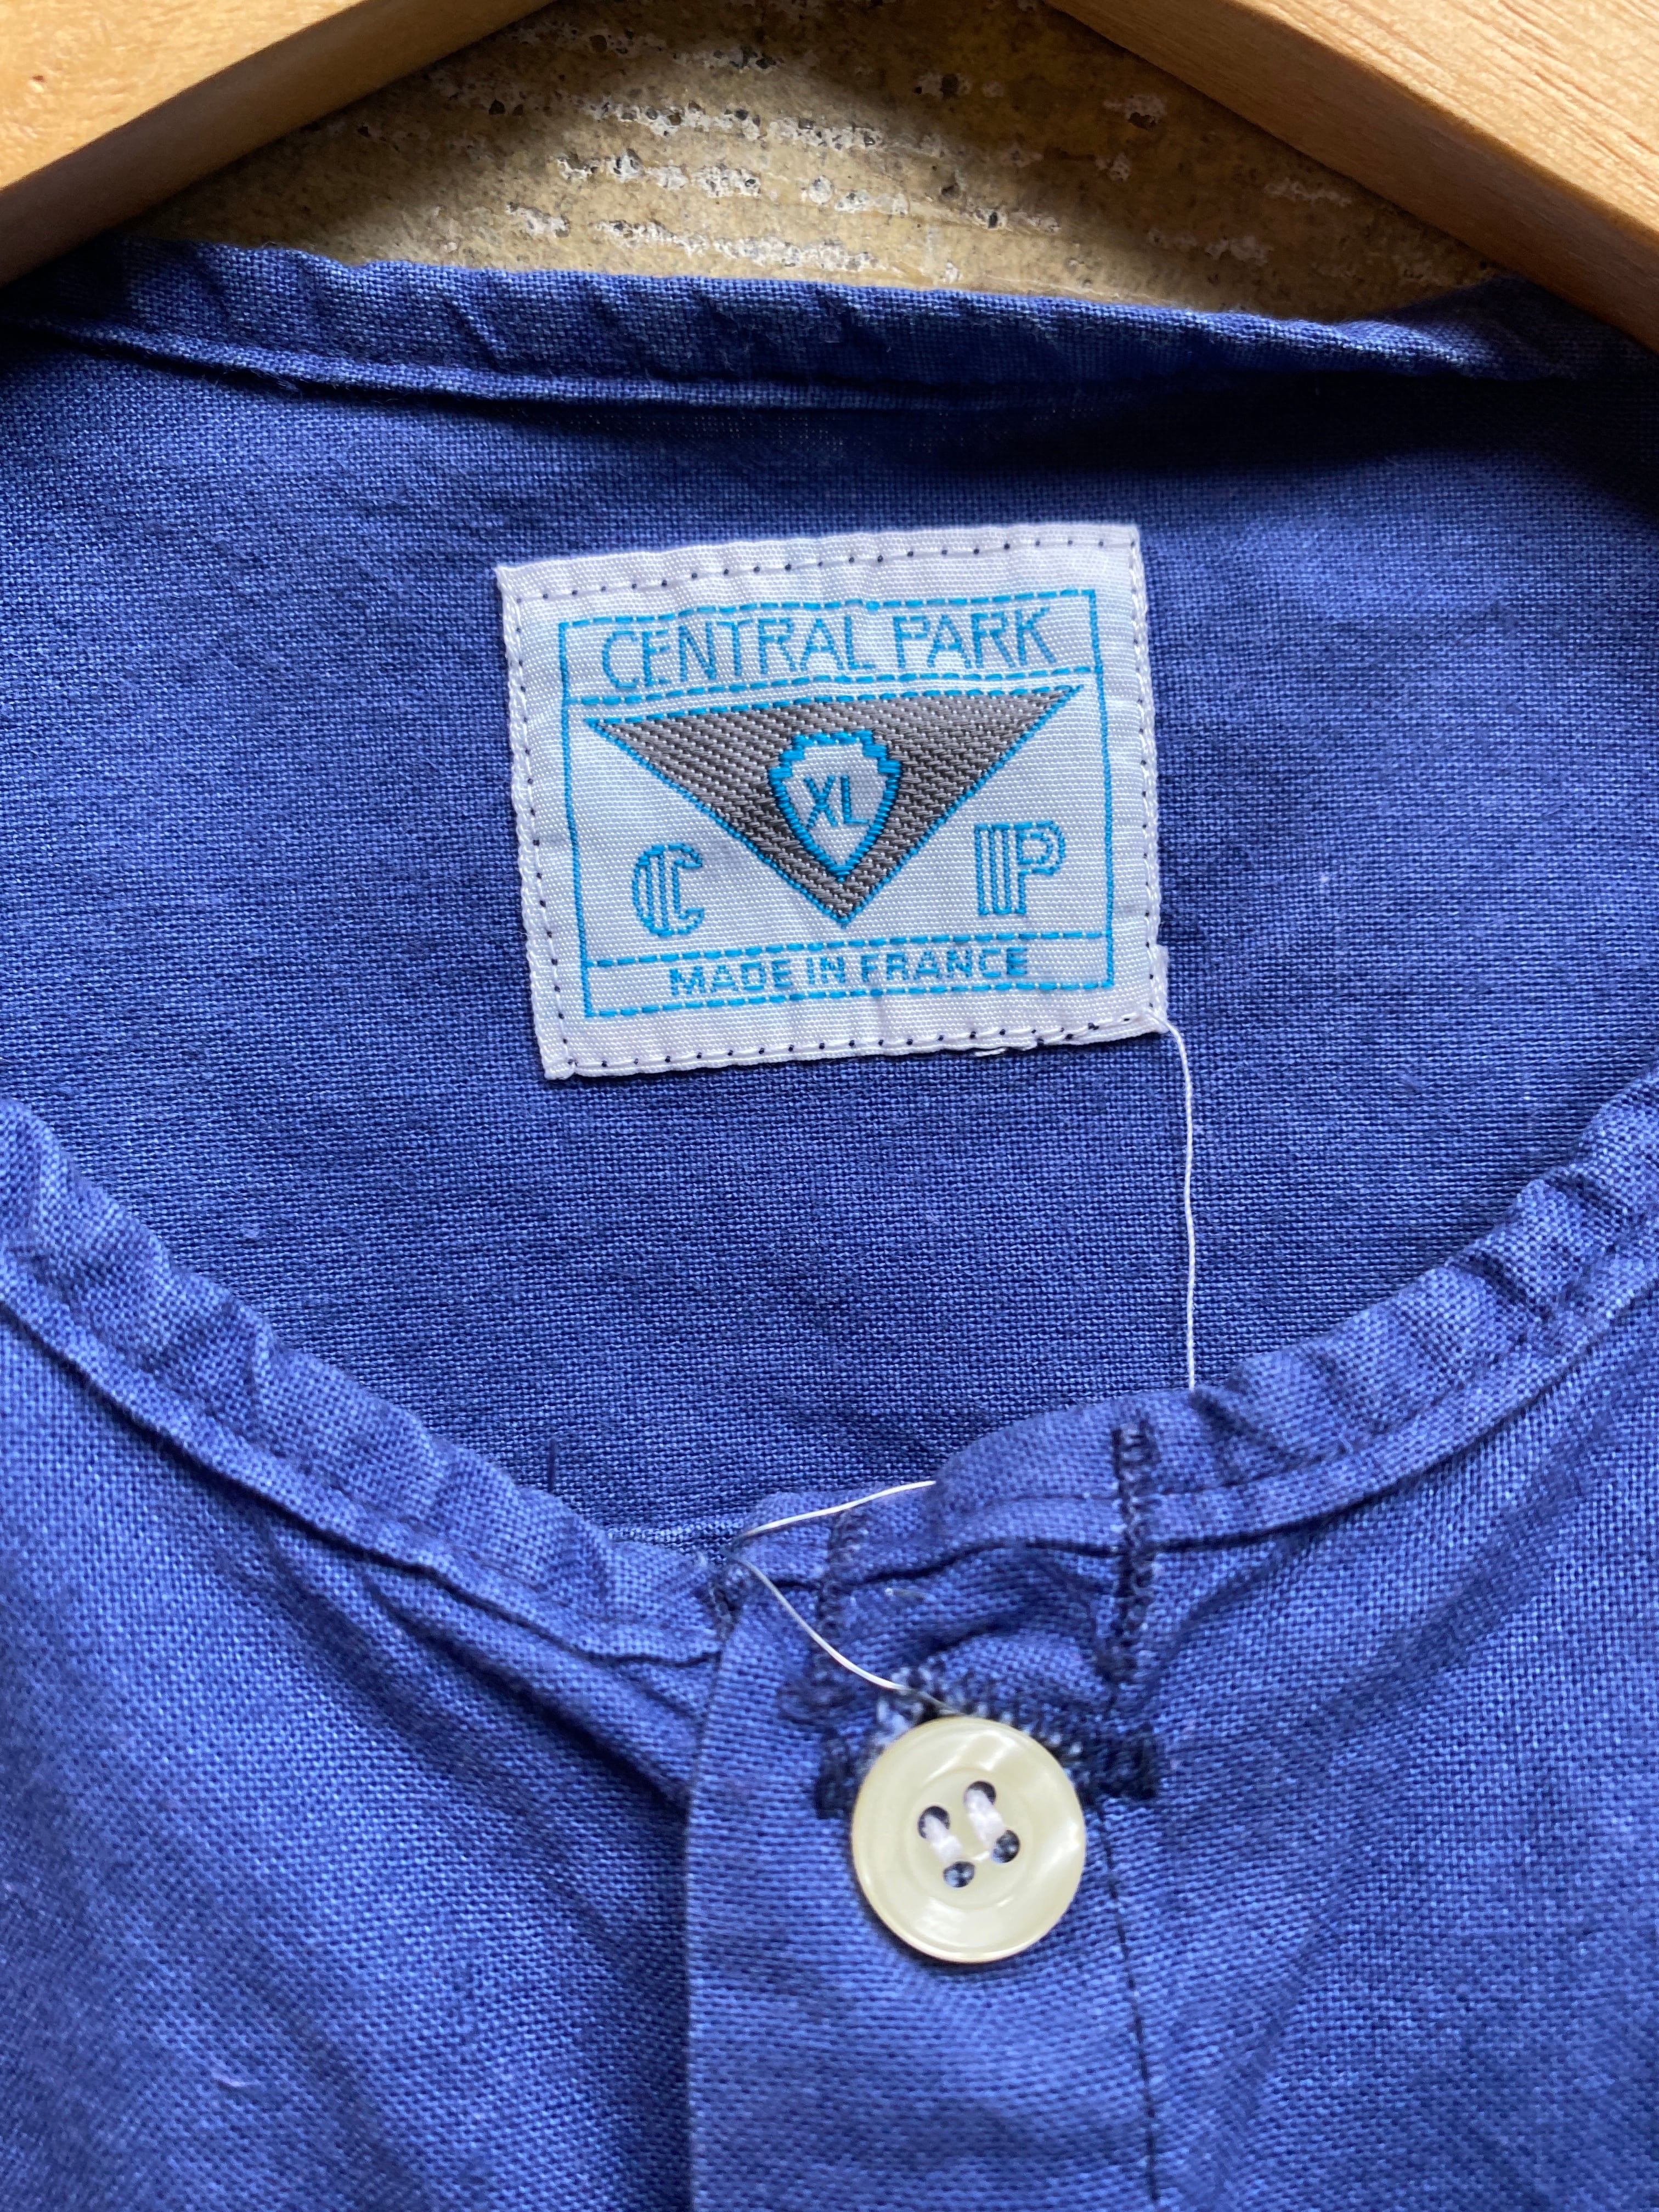 CENTRAL PARK
XL
C P
MADE IN FRANCE